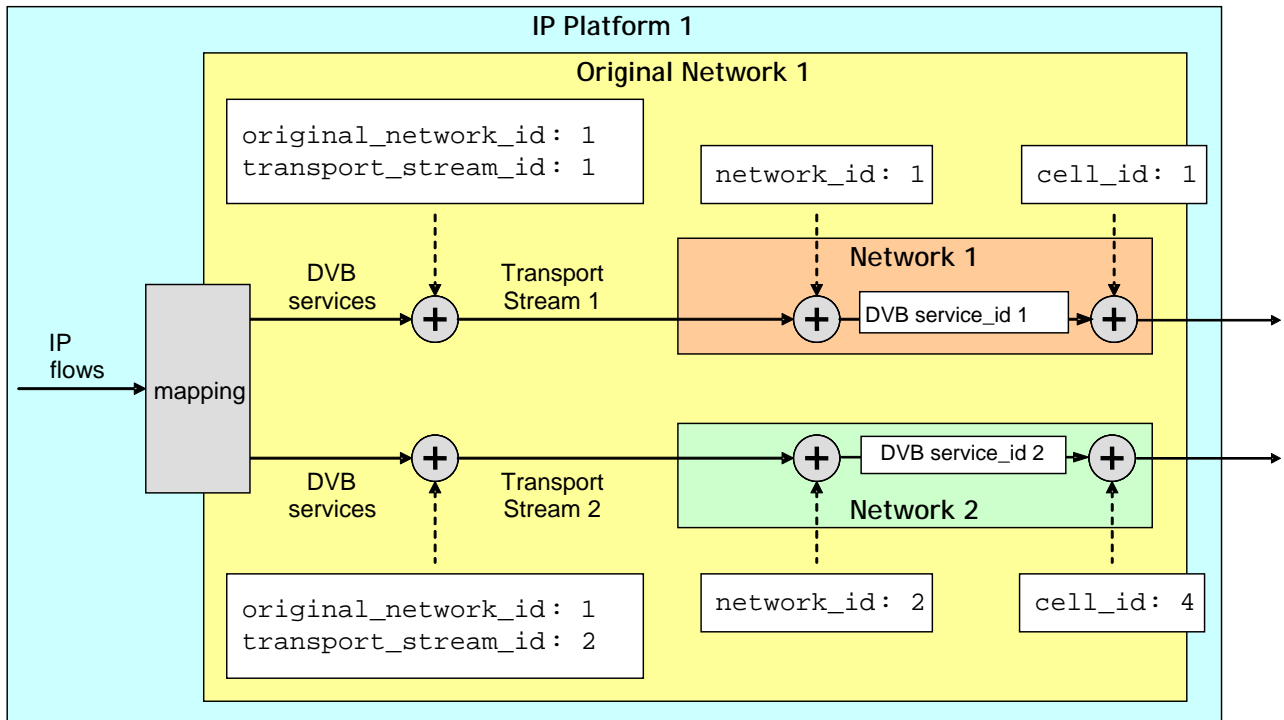 IP Platform 1
Original Network 1
original_network_id: 1
transport_stream_id: 1
network_id: 1
cell_id: 1
Network 1
DVB
services
Transport
Stream 1
DVB service_id 1
IP
flows
mapping
DVB
services
Transport
Stream 2
DVB service_id 2
Network 2
original_network_id: 1
transport_stream_id: 2
network_id: 2
cell_id: 4